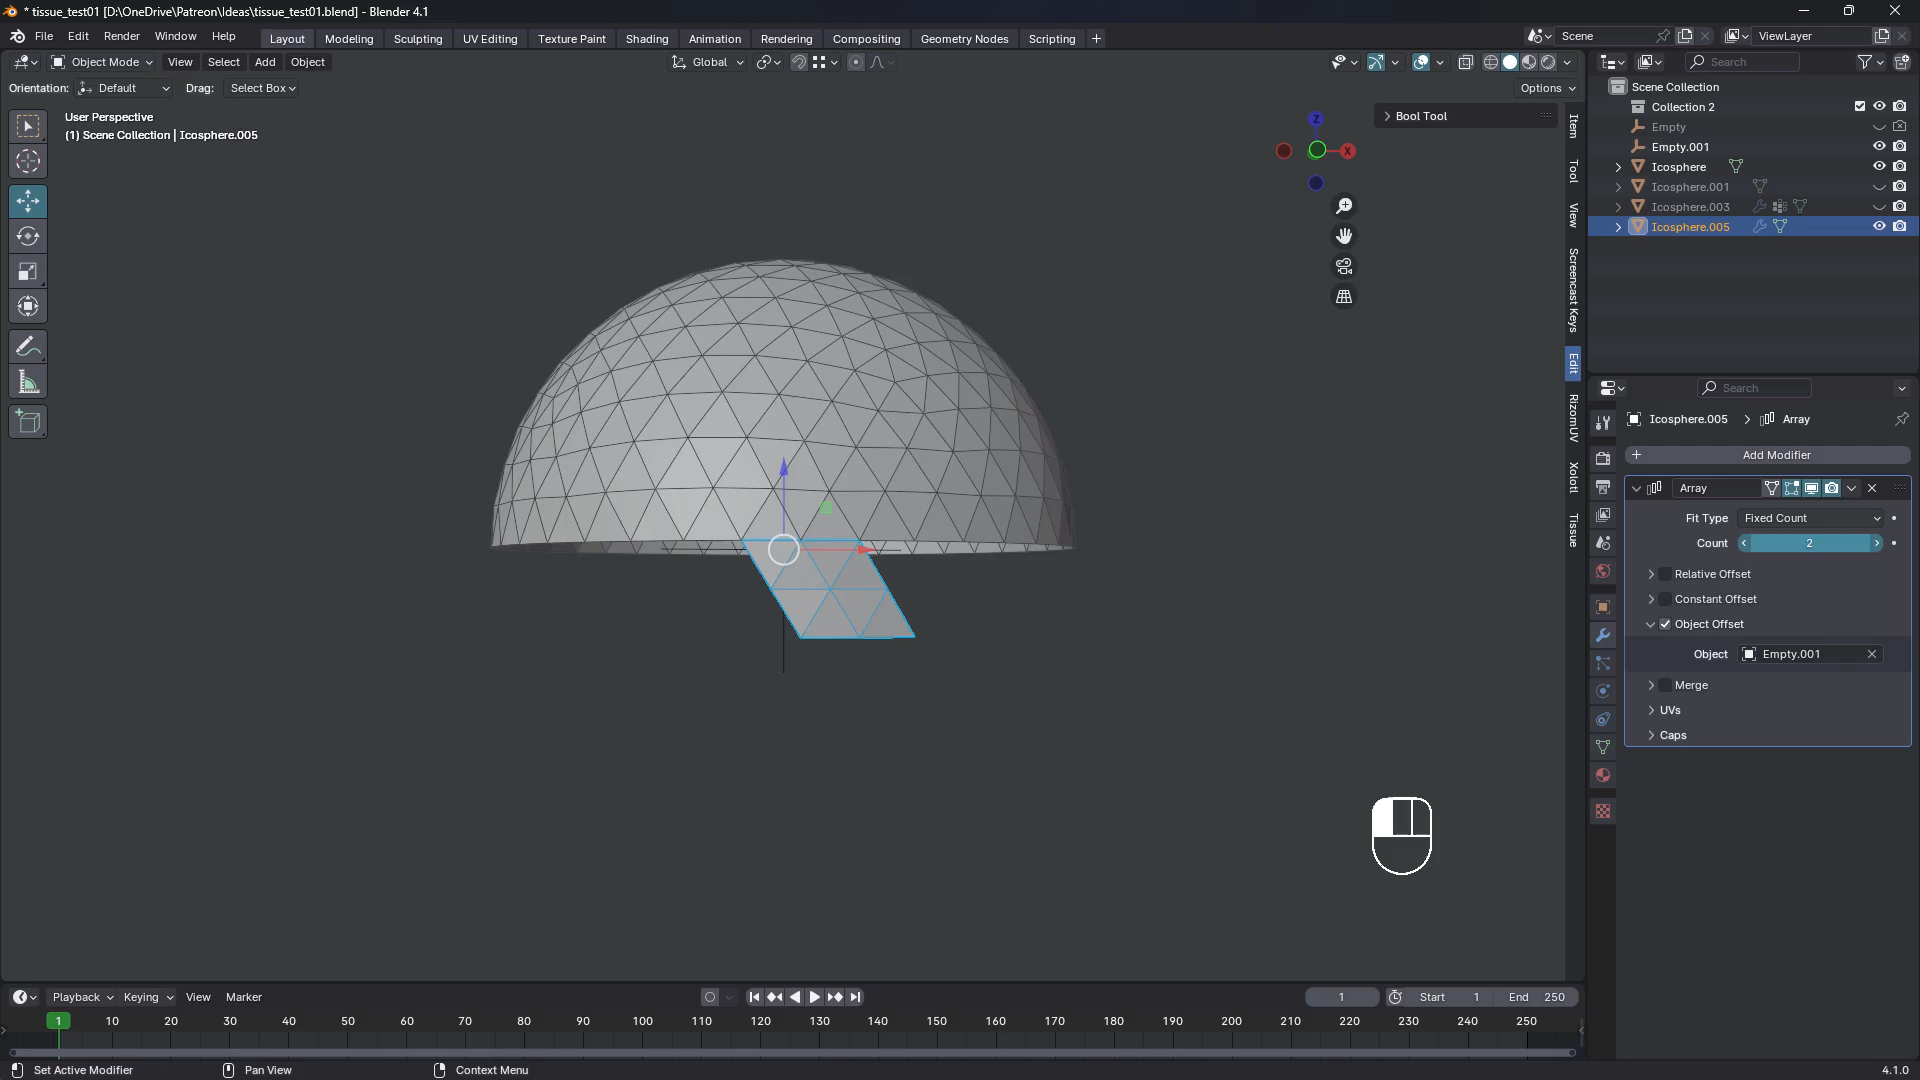 * tissue_test01 [D:\OneDrive\Patreon\Ideas\tissue_test01.blend] - Blender 4.1
File Edit Render Window Help
Layout Modeling Sculpting UV Editing Texture Paint Shading Animation Rendering Compositing Geometry Nodes Scripting +
Scene
ViewLayer
Object Mode View Select Add Object
Global
Orientation: Default Drag: Select Box
Options
User Perspective
(1) Scene Collection | Icosphere.005
Z
X
Bool Tool
Item
Tool
View
Screencast Keys
Edit
RizomUV
Xolotl
Tissue
Search
Scene Collection
Collection 2
Empty
Empty.001
Icosphere
Icosphere.001
Icosphere.003
Icosphere.005
Search
Icosphere.005 > Array
+ Add Modifier
Array
Fit Type Fixed Count
Count 2
Relative Offset
Constant Offset
Object Offset
Object Empty.001
Merge
UVs
Caps
Playback Keying View Marker
1
Start 1 End 250
1 10 20 30 40 50 60 70 80 90 100 110 120 130 140 150 160 170 180 190 200 210 220 230 240 250
Set Active Modifier
Pan View
Context Menu
4.1.0